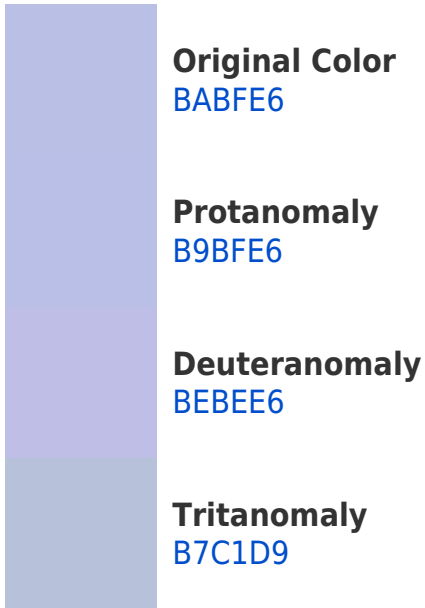 Original Color
BABFE6
Protanomaly
B9BFE6
Deuteranomaly
BEBEE6
Tritanomaly
B7C1D9